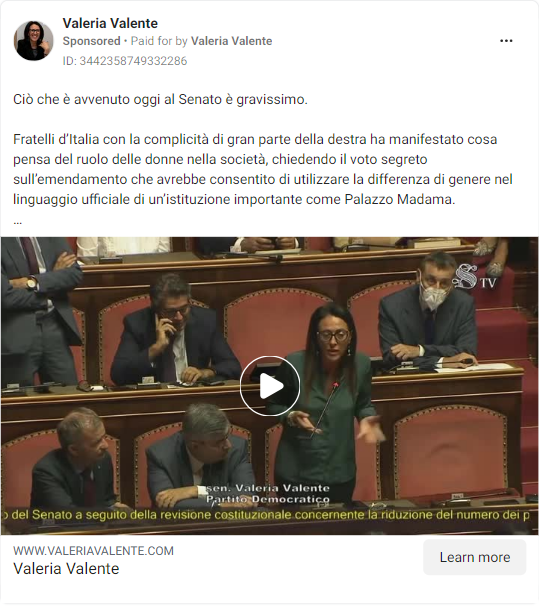 Valeria Valente
Sponsored • Paid for by Valeria Valente
ID: 3442358749332286
Ciò che è avvenuto oggi al Senato è gravissimo.
Fratelli d’Italia con la complicità di gran parte della destra ha manifestato cosa
pensa del ruolo delle donne nella società, chiedendo il voto segreto
sull’emendamento che avrebbe consentito di utilizzare la differenza di genere nel
linguaggio ufficiale di un’istituzione importante come Palazzo Madama.
...
S TV
sen. Valeria Valente
Partito Democratico
o del Senato a seguito della revisione costituzionale concernente la riduzione del numero dei p
WWW.VALERIAVALENTE.COM
Valeria Valente
Learn more